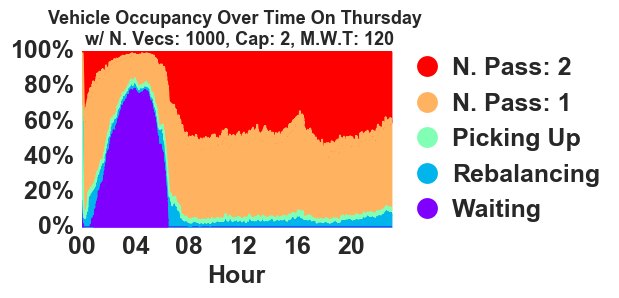 Vehicle Occupancy Over Time On Thursday
w/ N. Vecs: 1000, Cap: 2, M.W.T: 120
100%
80%
60%
40%
20%
0%
00 04 08 12 16 20
Hour
N. Pass: 2
N. Pass: 1
Picking Up
Rebalancing
Waiting